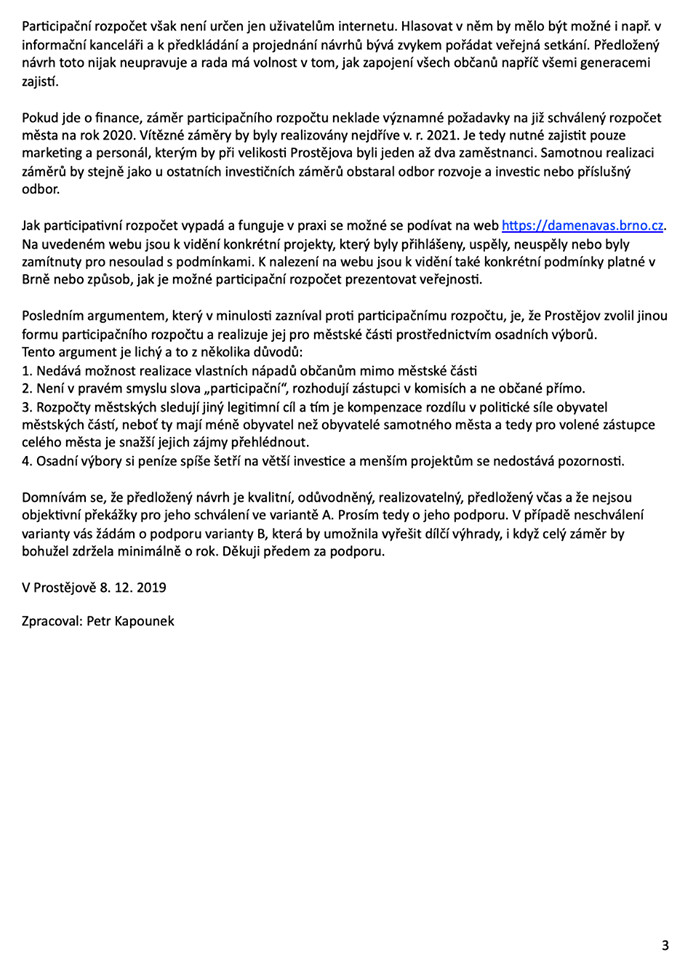 Participační rozpočet však není určen jen uživatelům internetu. Hlasovat v něm by mělo být možné i např. v
informační kanceláři a k předkládání a projednání návrhů bývá zvykem pořádat veřejná setkání. Předložený
návrh toto nijak neupravuje a rada má volnost v tom, jak zapojení všech občanů napříč všemi generacemi
zajistí.
Pokud jde o finance, záměr participačního rozpočtu neklade významné požadavky na již schválený rozpočet
města na rok 2020. Vítězné záměry by byly realizovány nejdříve v. r. 2021. Je tedy nutné zajistit pouze
marketing a personál, kterým by při velikosti Prostějova byli jeden až dva zaměstnanci. Samotnou realizaci
záměrů by stejně jako u ostatních investičních záměrů obstaral odbor rozvoje a investic nebo příslušný
odbor.
Jak participativní rozpočet vypadá a funguje v praxi se možné se podívat na web https://damenavas.brno.cz.
Na uvedeném webu jsou k vidění konkrétní projekty, který byly přihlášeny, uspěly, neuspěly nebo byly
zamítnuty pro nesoulad s podmínkami. K nalezení na webu jsou k vidění také konkrétní podmínky platné v
Brně nebo způsob, jak je možné participační rozpočet prezentovat veřejnosti.
Posledním argumentem, který v minulosti zazníval proti participačnímu rozpočtu, je, že Prostějov zvolil jinou
formu participačního rozpočtu a realizuje jej pro městské části prostřednictvím osadních výborů.
Tento argument je lichý a to z několika důvodů:
1. Nedává možnost realizace vlastních nápadů občanům mimo městské části
2. Není v pravém smyslu slova „participační“, rozhodují zástupci v komisích a ne občané přímo.
3. Rozpočty městských sledují jiný legitimní cíl a tím je kompenzace rozdílu v politické síle obyvatel
městských částí, neboť ty mají méně obyvatel než obyvatelé samotného města a tedy pro volené zástupce
celého města je snažší jejich zájmy přehlédnout.
4. Osadní výbory si peníze spíše šetří na větší investice a menším projektům se nedostává pozornosti.
Domnívám se, že předložený návrh je kvalitní, odůvodněný, realizovatelný, předložený včas a že nejsou
objektivní překážky pro jeho schválení ve variantě A. Prosím tedy o jeho podporu. V případě neschválení
varianty vás žádám o podporu varianty B, která by umožnila vyřešit dílčí výhrady, i když celý záměr by
bohužel zdržela minimálně o rok. Děkuji předem za podporu.
V Prostějově 8. 12. 2019
Zpracoval: Petr Kapounek
3